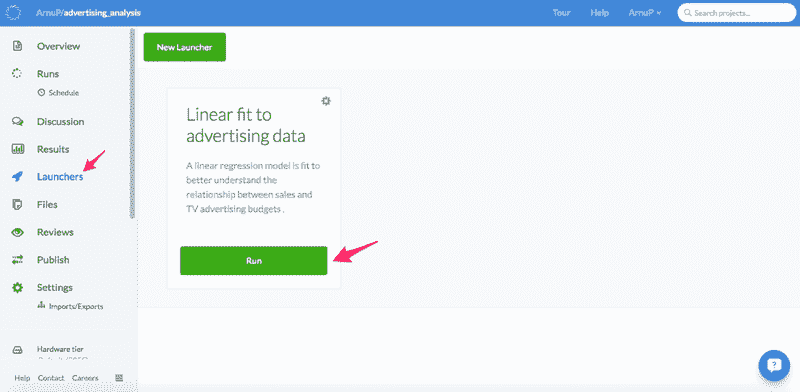 ArnuP/advertising_analysis
Tour
Help
ArnuP
Search projects...
Overview
Runs
Schedule
Discussion
Results
Launchers
Files
Reviews
Publish
Settings
Imports/Exports
Hardware tier
Help Contact Careers
New Launcher
Linear fit to
advertising data
A linear regression model is fit to
better understand the
relationship between sales and
TV advertising budgets .
Run